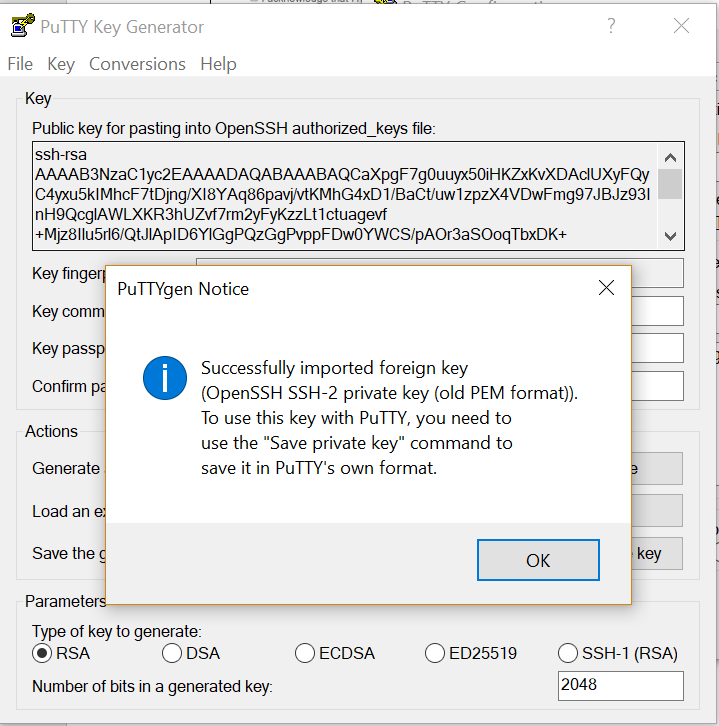 PuTTY Key Generator
File Key Conversions Help
Key
Public key for pasting into OpenSSH authorized_keys file:
ssh-rsa
AAAAB3NzaC1yc2EAAAADAQABAAABAQCaXpgF7g0uuyx50iHKZxKvXDAclUXyFQy
C4yxu5kIMhcF7tDjng/XI8YAq86pavj/vtKMhG4xD1/BaCt/uw1zpzX4VDwFmg97JBJz93I
nH9QcglAWLXKR3hUZvf7rm2yFyKzzLt1ctuagevf
+Mjz8Ilu5rl6/QtJlApID6YlGgPQzGgPvppFDw0YWCS/pAOr3aSOoqTbxDK+
Key fingerp
Key comm
Key passp
Confirm pa
PuTTYgen Notice
Successfully imported foreign key
(OpenSSH SSH-2 private key (old PEM format)).
To use this key with PuTTY, you need to
use the "Save private key" command to
save it in PuTTY's own format.
OK
Actions
Generate
Load an ex
Save the g
key
Parameters
Type of key to generate:
RSA DSA ECDSA ED25519 SSH-1 (RSA)
Number of bits in a generated key:
2048